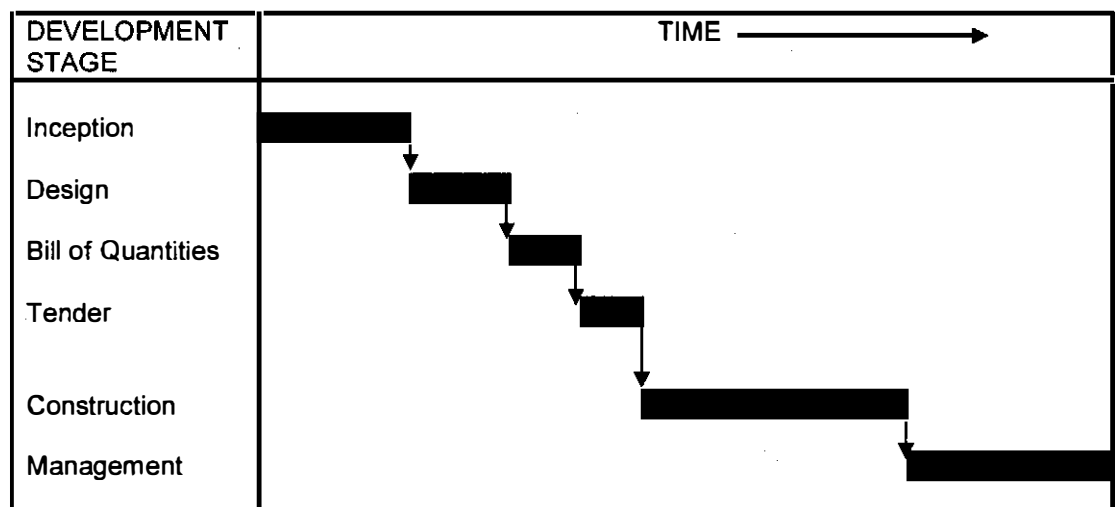 DEVELOPMENT
STAGE
TIME
Inception
Design
Bill of Quantities
Tender
Construction
Management